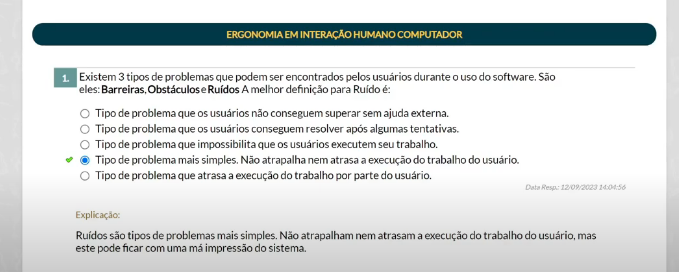 ERGONOMIA EM INTERAÇÃO HUMANO COMPUTADOR
1. Existem 3 tipos de problemas que podem ser encontrados pelos usuários durante o uso do software. São
eles: Barreiras, Obstáculos e Ruídos A melhor definição para Ruído é:
Tipo de problema que os usuários não conseguem superar sem ajuda externa.
Tipo de problema que os usuários conseguem resolver após algumas tentativas.
Tipo de problema que impossibilita que os usuários executem seu trabalho.
Tipo de problema mais simples. Não atrapalha nem atrasa a execução do trabalho do usuário.
Tipo de problema que atrasa a execução do trabalho por parte do usuário.
Data Resp.: 12/09/2023 14:04:56
Explicação:
Ruídos são tipos de problemas mais simples. Não atrapalham nem atrasam a execução do trabalho do usuário, mas
este pode ficar com uma má impressão do sistema.